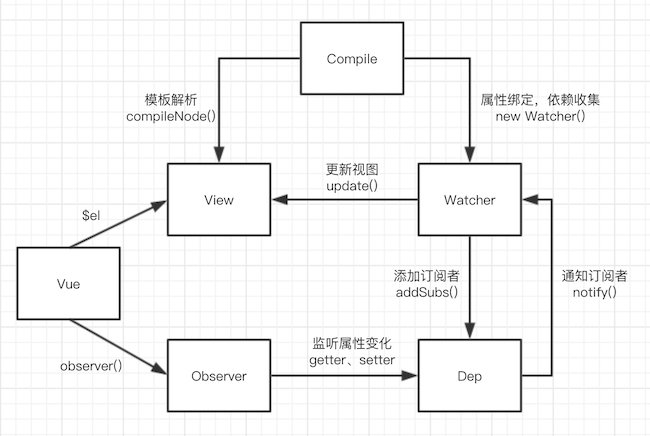 Compile
模板解析
compileNode()
属性绑定，依赖收集
new Watcher()
View
更新视图
update()
Watcher
$el
Vue
添加订阅者
addSubs()
通知订阅者
notify()
observer()
Observer
监听属性变化
getter、setter
Dep